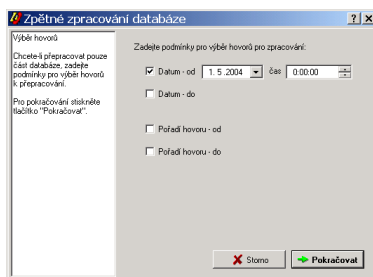 Zpětné zpracování databáze
Výběr hovorů
Chcete-li přepracovat pouze
část databáze, zadejte
podmínky pro výběr hovorů
k přepracování.
Pro pokračování stiskněte
tlačítko "Pokračovat".
Zadejte podmínky pro výběr hovorů pro zpracování:
Datum - od 1. 5 .2004 čas 0:00:00
Datum - do
Pořadí hovoru - od
Pořadí hovoru - do
Storno Pokračovat